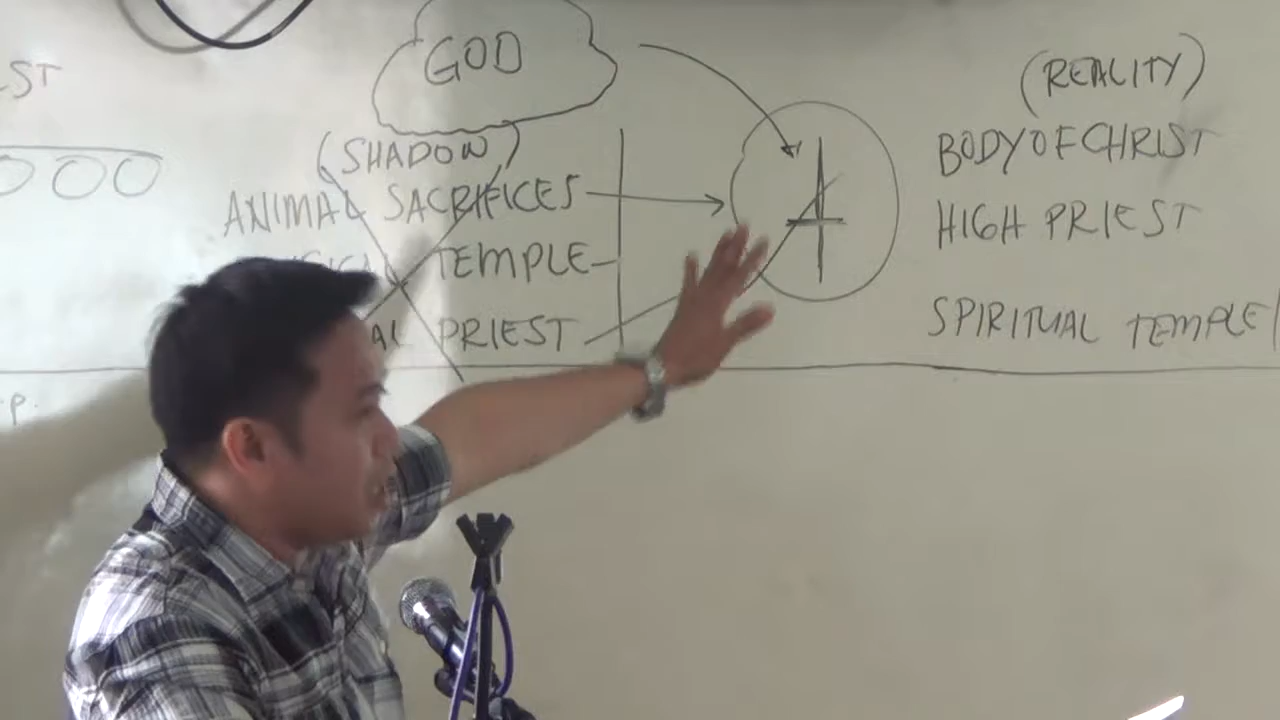 GOD
(SHADOW)
ANIMAL SACRIFICES
TEMPLE
PRIEST
(REALITY)
BODY OF CHRIST
HIGH PRIEST
SPIRITUAL TEMPLE